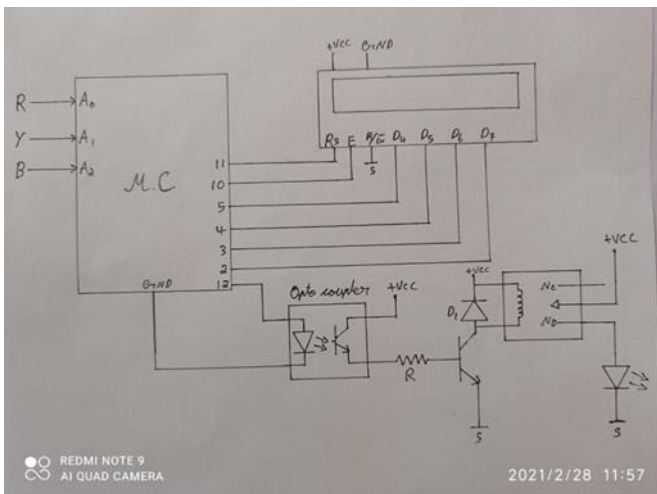 +VCC GND
R A0
Y A1
B A2
M.C
RS E R/W D4 D5 D6 D7
11
10
5
4
3
2
12
GND
S
Opto coupler
+VCC
R
+VCC
D1
S
NC
NO
+VCC
S
REDMI NOTE 9
AI QUAD CAMERA
2021/2/28 11:57